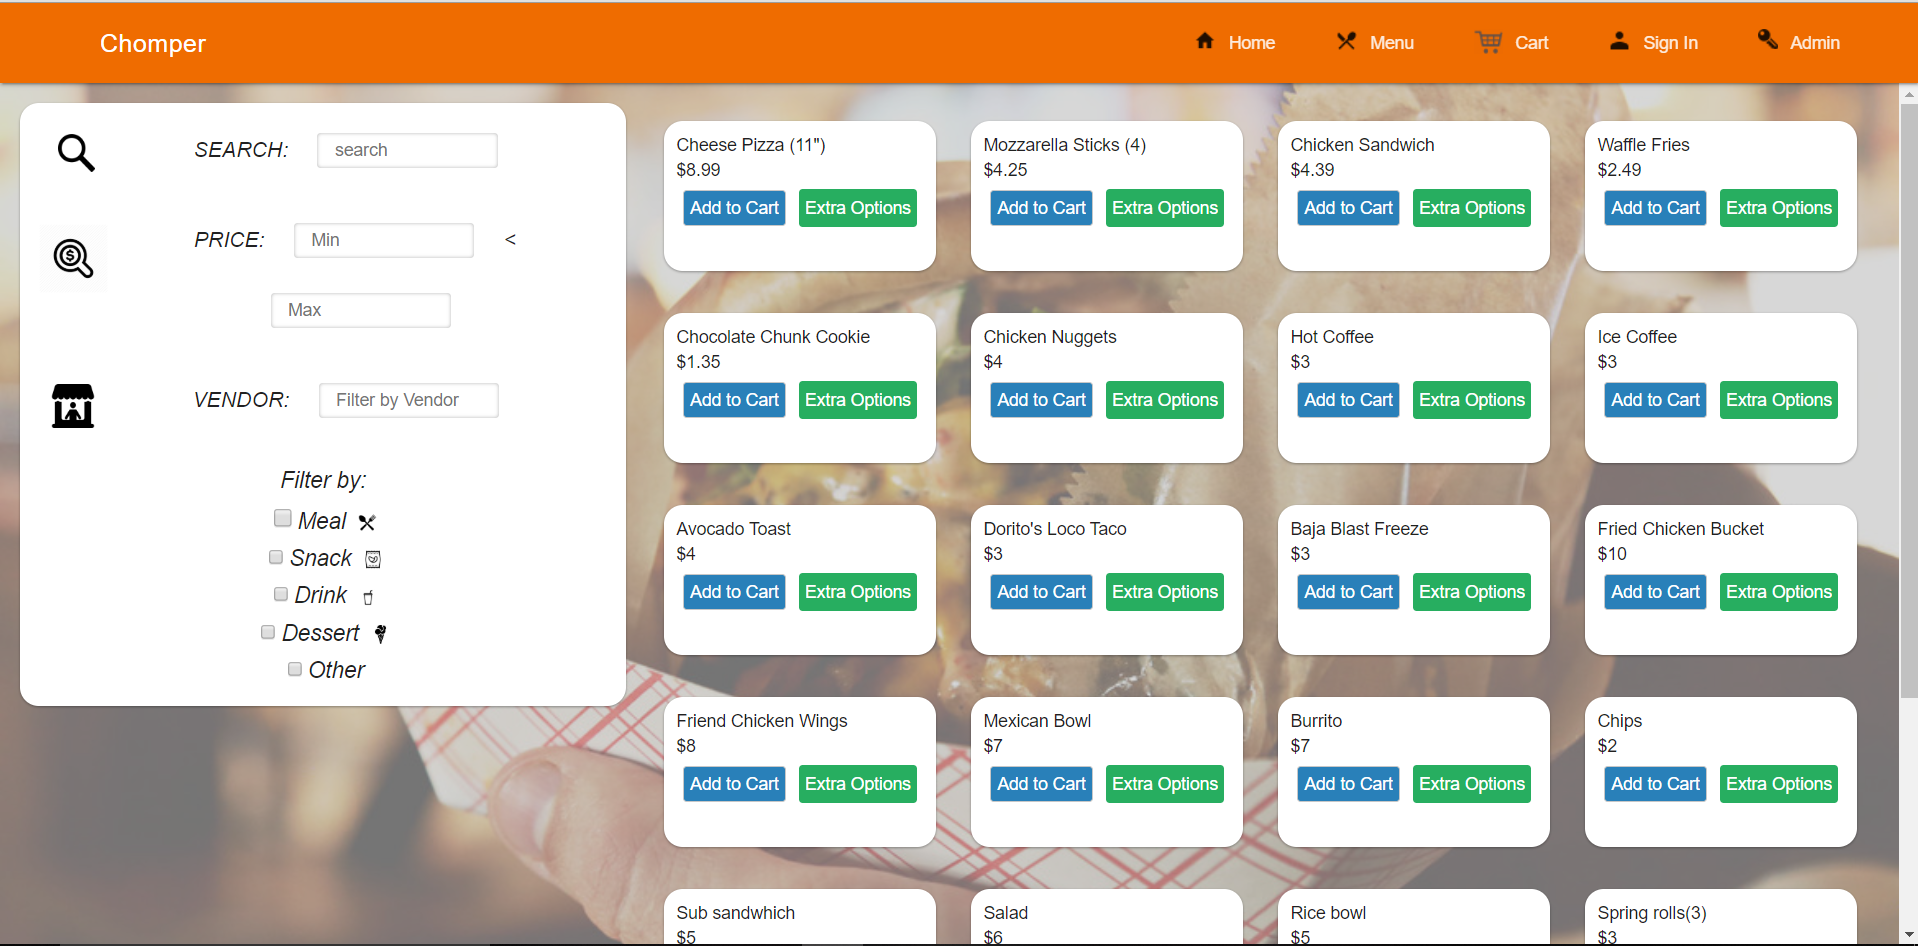 Chomper
Home
Menu
Cart
Sign In
Admin
SEARCH:
search
PRICE:
Min
<
Max
VENDOR:
Filter by Vendor
Filter by:
Meal
Snack
Drink
Dessert
Other
Cheese Pizza (11")
$8.99
Add to Cart Extra Options
Mozzarella Sticks (4)
$4.25
Add to Cart Extra Options
Chicken Sandwich
$4.39
Add to Cart Extra Options
Waffle Fries
$2.49
Add to Cart Extra Options
Chocolate Chunk Cookie
$1.35
Add to Cart Extra Options
Chicken Nuggets
$4
Add to Cart Extra Options
Hot Coffee
$3
Add to Cart Extra Options
Ice Coffee
$3
Add to Cart Extra Options
Avocado Toast
$4
Add to Cart Extra Options
Dorito's Loco Taco
$3
Add to Cart Extra Options
Baja Blast Freeze
$3
Add to Cart Extra Options
Fried Chicken Bucket
$10
Add to Cart Extra Options
Friend Chicken Wings
$8
Add to Cart Extra Options
Mexican Bowl
$7
Add to Cart Extra Options
Burrito
$7
Add to Cart Extra Options
Chips
$2
Add to Cart Extra Options
Sub sandwhich
$5
Salad
$6
Rice bowl
$5
Spring rolls(3)
$3